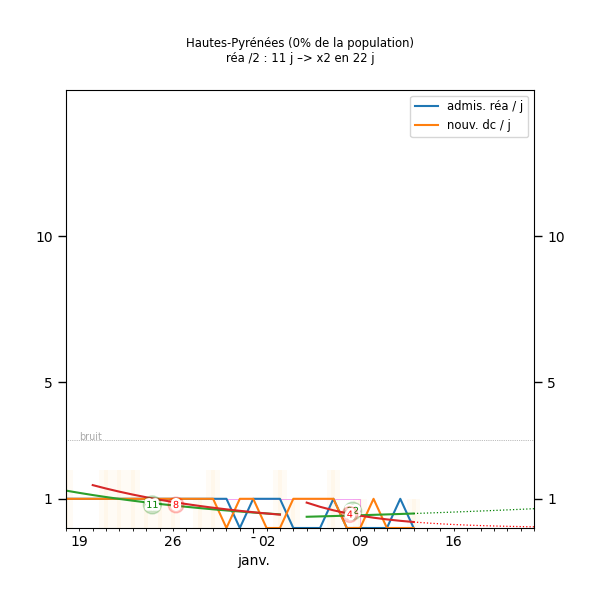 Hautes-Pyrénées (0% de la population)
réa /2 : 11 j –> x2 en 22 j
admis. réa / j
nouv. dc / j
10
10
5
5
bruit
1
1
11
8
4
19
26
- 02
09
16
janv.